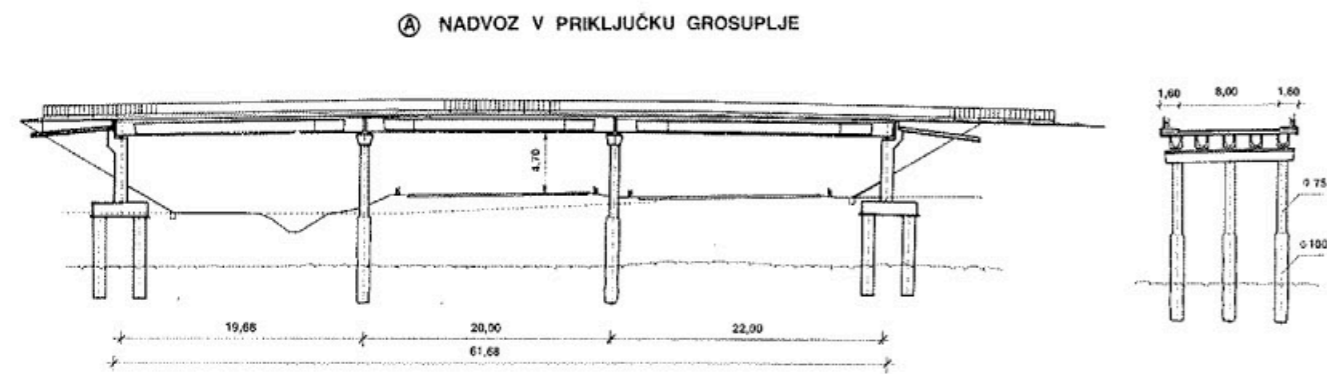 Ⓐ NADVOZ V PRIKLJUČKU GROSUPLJE
1,60 8,00 1,60
4,70
Ø 75
Ø 100
19,68 20,00 22,00
61,68